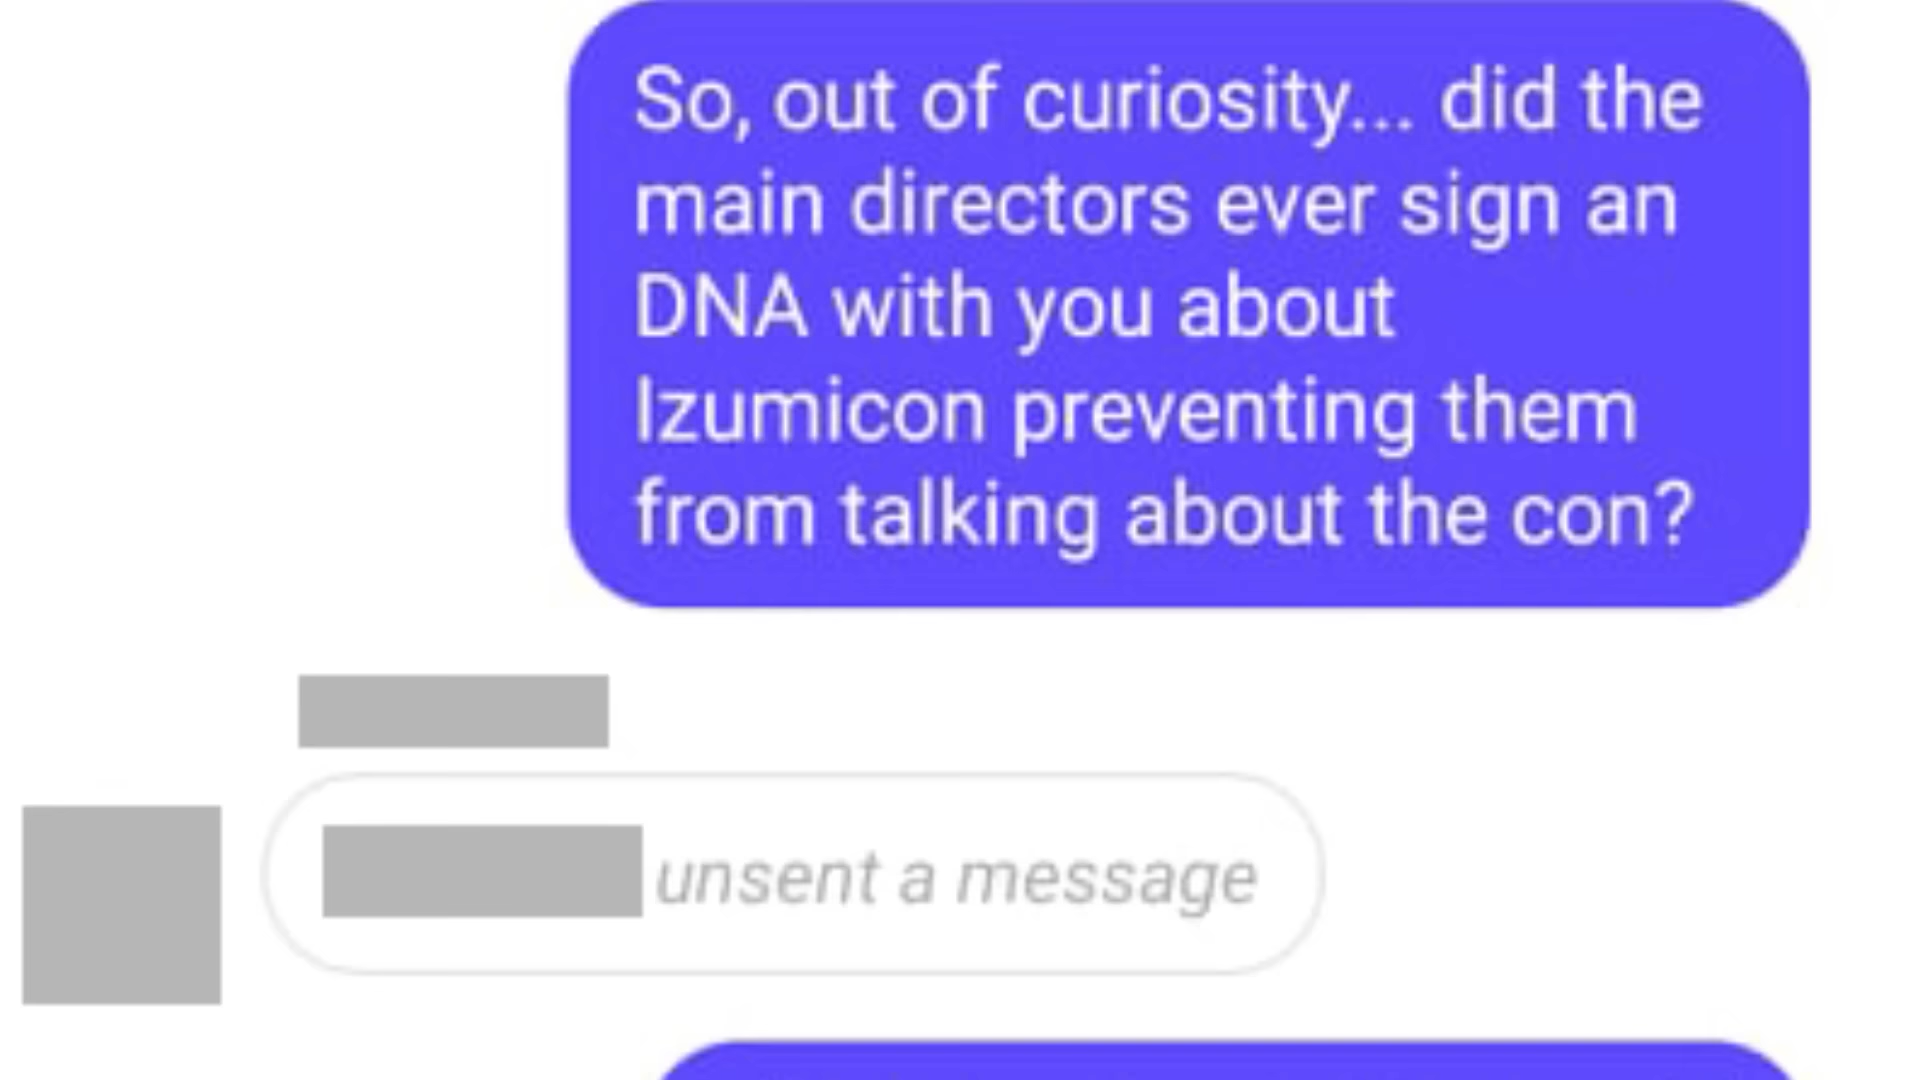 So, out of curiosity... did the
main directors ever sign an
DNA with you about
Izumicon preventing them
from talking about the con?
unsent a message